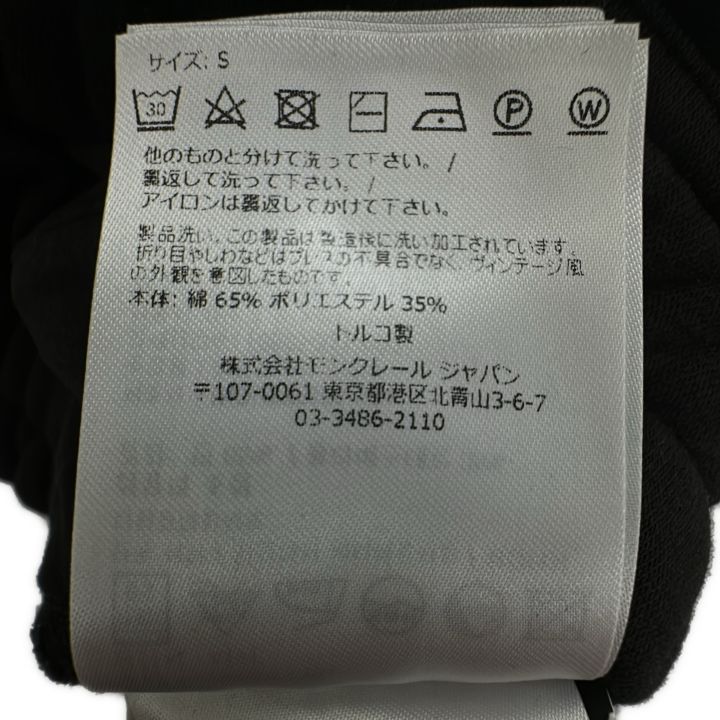 サイズ: S
30
P
W
他のものと分けて洗って下さい。/
裏返して洗って下さい。/
アイロンは裏返してかけて下さい。
製品洗い。この製品は製造後に洗い加工されています。
折り目やしわなどはプレスの不具合でなく、ヴィンテージ風
の外観を意図したものです。
本体: 綿 65% ポリエステル 35%
トルコ製
株式会社モンクレール ジャパン
〒107-0061 東京都港区北青山3-6-7
03-3486-2110